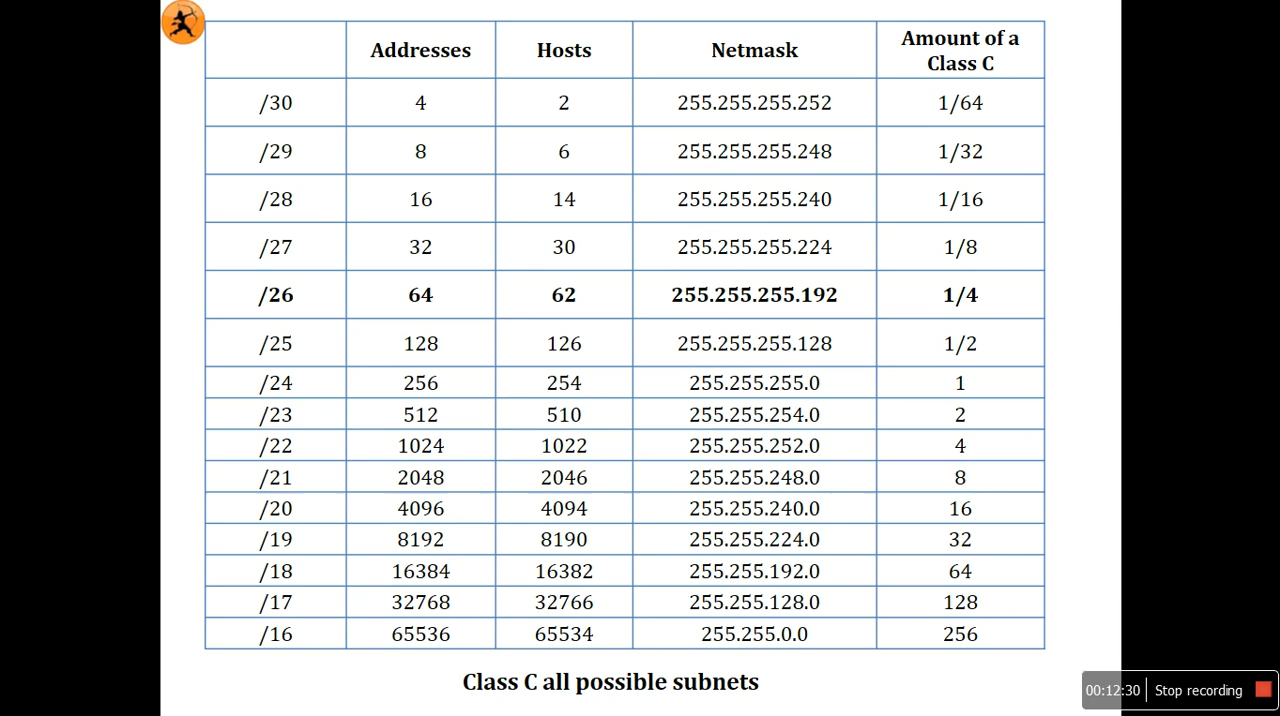 Addresses Hosts Netmask Amount of a Class C
/30 4 2 255.255.255.252 1/64
/29 8 6 255.255.255.248 1/32
/28 16 14 255.255.255.240 1/16
/27 32 30 255.255.255.224 1/8
/26 64 62 255.255.255.192 1/4
/25 128 126 255.255.255.128 1/2
/24 256 254 255.255.255.0 1
/23 512 510 255.255.254.0 2
/22 1024 1022 255.255.252.0 4
/21 2048 2046 255.255.248.0 8
/20 4096 4094 255.255.240.0 16
/19 8192 8190 255.255.224.0 32
/18 16384 16382 255.255.192.0 64
/17 32768 32766 255.255.128.0 128
/16 65536 65534 255.255.0.0 256
Class C all possible subnets
00:12:30 Stop recording